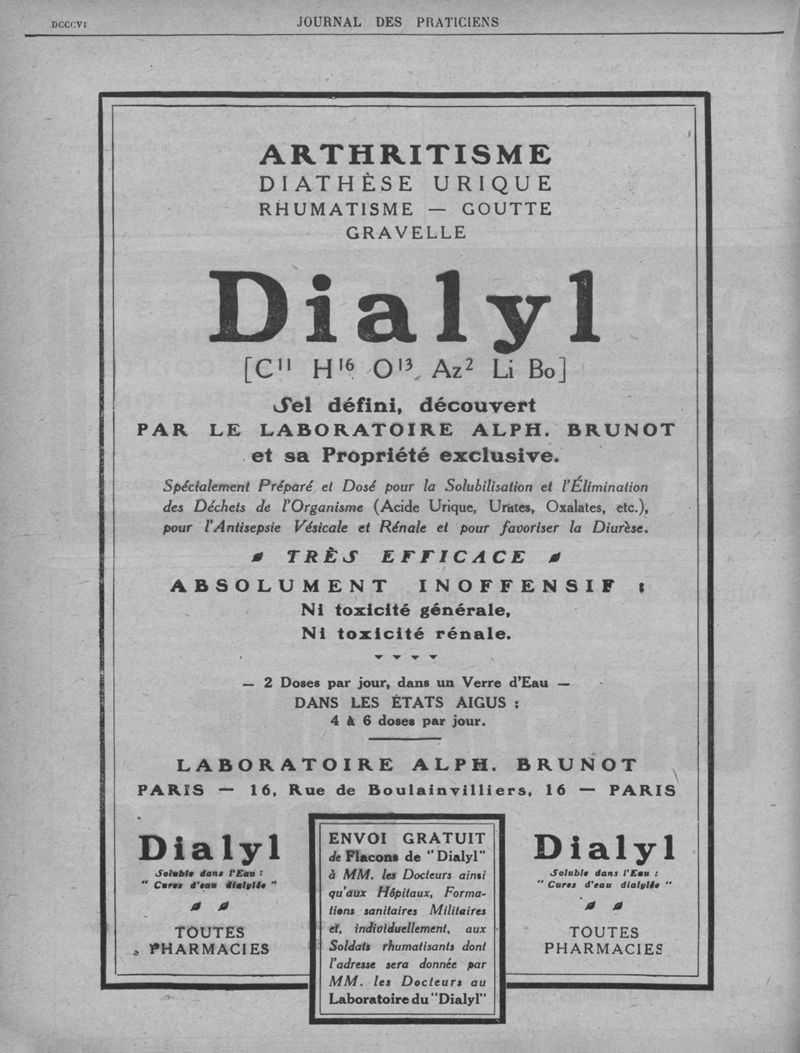 DCCCVI
JOURNAL DES PRATICIENS
ARTHRITISME
DIATHÈSE URIQUE
RHUMATISME — GOUTTE
GRAVELLE
Dialyl
[C¹¹ H¹⁶ O¹³, Az² Li Bo]
Sel défini, découvert
PAR LE LABORATOIRE ALPH. BRUNOT
et sa Propriété exclusive.
Spécialement Préparé et Dosé pour la Solubilisation et l'Élimination
des Déchets de l'Organisme (Acide Urique, Urates, Oxalates, etc.),
pour l'Antisepsie Vésicale et Rénale et pour favoriser la Diurèse.
TRÈS EFFICACE
ABSOLUMENT INOFFENSIF :
Ni toxicité générale,
Ni toxicité rénale.
— 2 Doses par jour, dans un Verre d'Eau —
DANS LES ÉTATS AIGUS :
4 à 6 doses par jour.
LABORATOIRE ALPH. BRUNOT
PARIS — 16, Rue de Boulainvilliers, 16 — PARIS
Dialyl
Soluble dans l'Eau :
" Cures d'eau dialylée "
TOUTES
PHARMACIES
ENVOI GRATUIT
de Flacons de "Dialyl"
à MM. les Docteurs ainsi
qu'aux Hôpitaux, Forma-
tions sanitaires Militaires
et, individuellement, aux
Soldats rhumatisants dont
l'adresse sera donnée par
MM. les Docteurs au
Laboratoire du "Dialyl"
Dialyl
Soluble dans l'Eau :
" Cures d'eau dialylée "
TOUTES
PHARMACIES